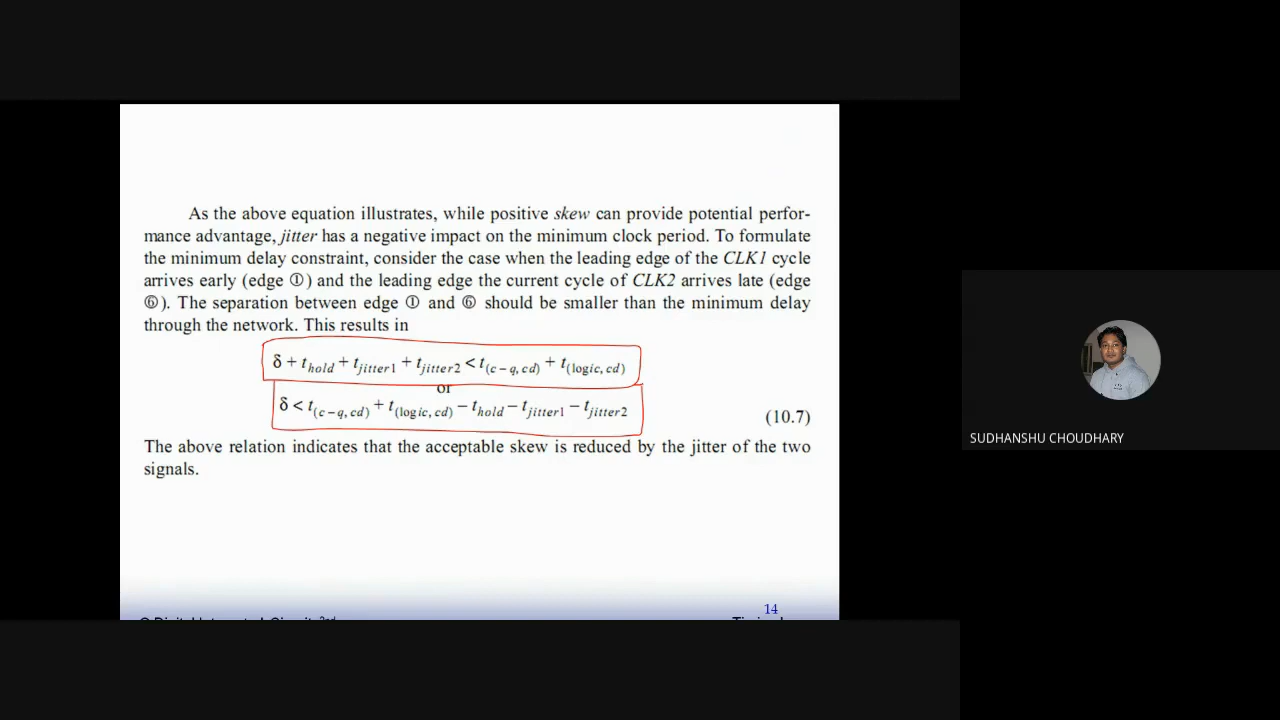 As the above equation illustrates, while positive skew can provide potential perfor-
mance advantage, jitter has a negative impact on the minimum clock period. To formulate
the minimum delay constraint, consider the case when the leading edge of the CLK1 cycle
arrives early (edge ①) and the leading edge the current cycle of CLK2 arrives late (edge
⑥). The separation between edge ① and ⑥ should be smaller than the minimum delay
through the network. This results in
δ + t_hold + t_jitter1 + t_jitter2 < t_(c – q, cd) + t_(logic, cd)
or
δ < t_(c – q, cd) + t_(logic, cd) – t_hold – t_jitter1 – t_jitter2
(10.7)
The above relation indicates that the acceptable skew is reduced by the jitter of the two
signals.
14
SUDHANSHU CHOUDHARY